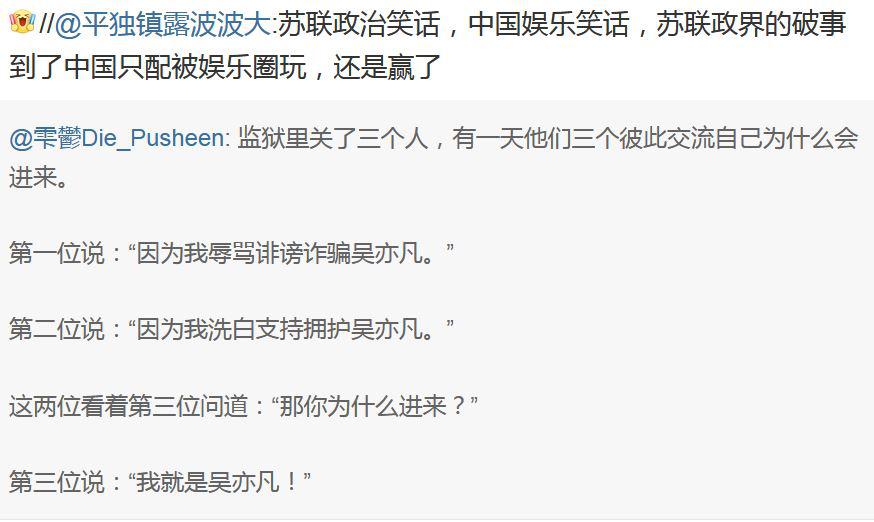 //@平独镇露波波大:苏联政治笑话，中国娱乐笑话，苏联政界的破事
到了中国只配被娱乐圈玩，还是赢了
@雫鬱Die_Pusheen: 监狱里关了三个人，有一天他们三个彼此交流自己为什么会
进来。
第一位说：“因为我辱骂诽谤诈骗吴亦凡。”
第二位说：“因为我洗白支持拥护吴亦凡。”
这两位看着第三位问道：“那你为什么进来？”
第三位说：“我就是吴亦凡！”